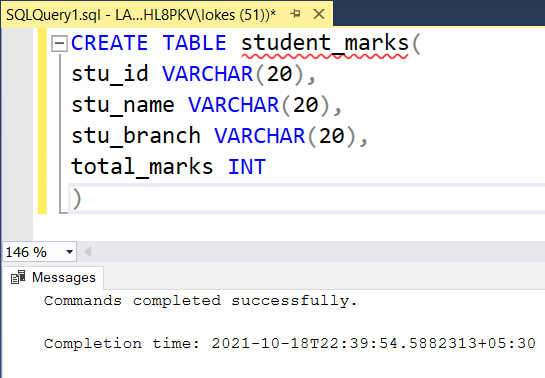 SQLQuery1.sql - LA...HL8PKV\lokes (51))*
CREATE TABLE student_marks(
stu_id VARCHAR(20),
stu_name VARCHAR(20),
stu_branch VARCHAR(20),
total_marks INT
)
146 %
Messages
Commands completed successfully.
Completion time: 2021-10-18T22:39:54.5882313+05:30